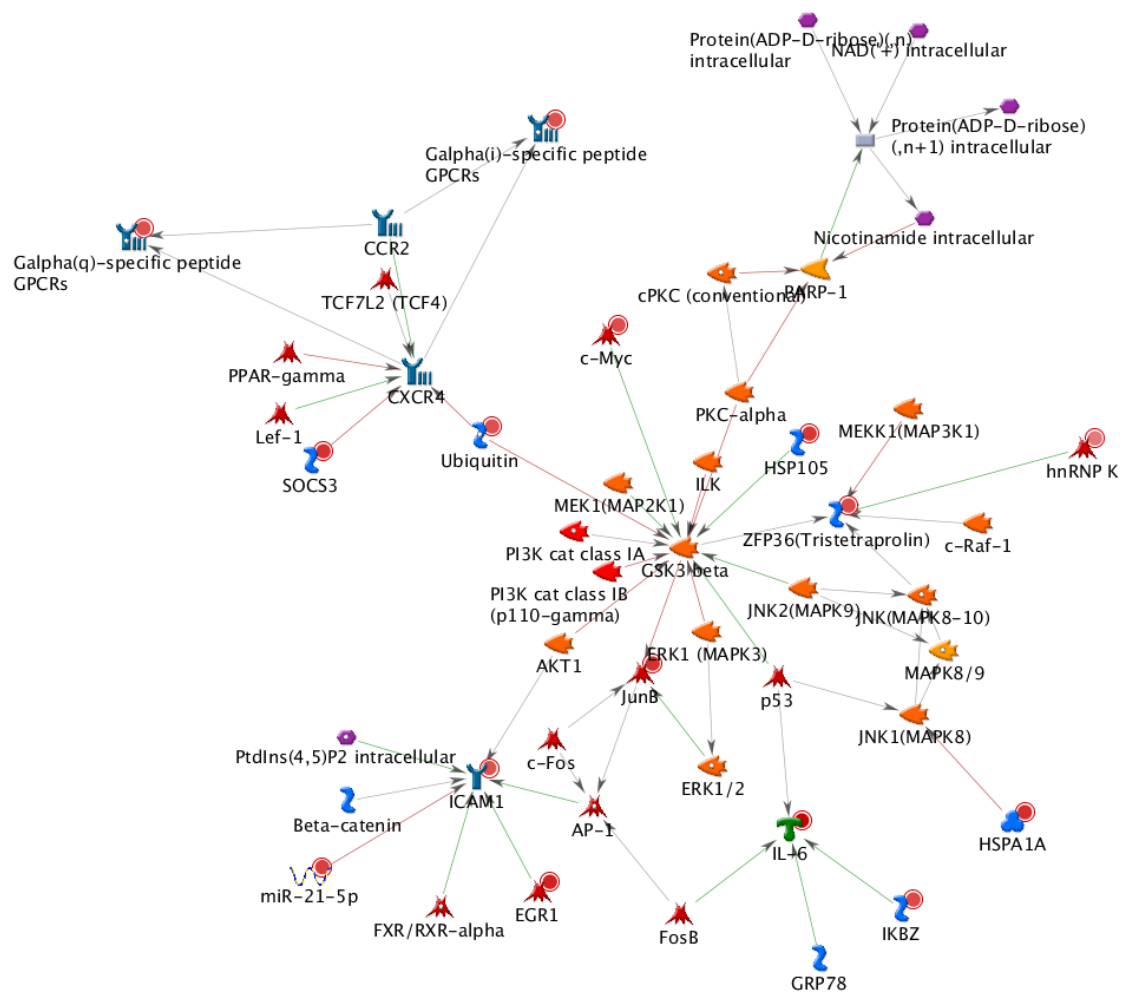 Protein(ADP-D-ribose)(,n)
intracellular
NAD('+) intracellular
Protein(ADP-D-ribose)
(,n+1) intracellular
Galpha(i)-specific peptide
GPCRs
CCR2
Nicotinamide intracellular
Galpha(q)-specific peptide
GPCRs
TCF7L2 (TCF4)
cPKC (conventional)
PARP-1
c-Myc
PPAR-gamma
CXCR4
PKC-alpha
Lef-1
MEKK1(MAP3K1)
Ubiquitin
HSP105
hnRNP K
SOCS3
ILK
MEK1(MAP2K1)
ZFP36(Tristetraprolin)
c-Raf-1
PI3K cat class IA
GSK3 beta
PI3K cat class IB
(p110-gamma)
JNK2(MAPK9)
JNK(MAPK8-10)
ERK1 (MAPK3)
AKT1
MAPK8/9
JunB
p53
JNK1(MAPK8)
PtdIns(4,5)P2 intracellular
c-Fos
ERK1/2
ICAM1
Beta-catenin
AP-1
IL-6
HSPA1A
miR-21-5p
EGR1
FXR/RXR-alpha
FosB
IKBZ
GRP78